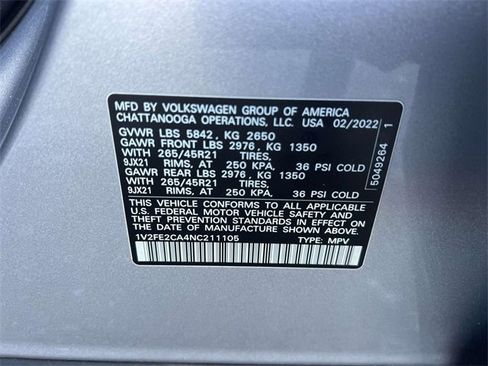 MFD BY VOLKSWAGEN GROUP OF AMERICA
CHATTANOOGA OPERATIONS, LLC. USA 02/2022
GVWR LBS 5842, KG 2650
GAWR FRONT LBS 2976, KG 1350
WITH 265/45R21 TIRES,
9JX21 RIMS, AT 250 KPA. 36 PSI COLD
GAWR REAR LBS 2976, KG 1350
WITH 265/45R21 TIRES,
9JX21 RIMS, AT 250 KPA. 36 PSI COLD
THIS VEHICLE CONFORMS TO ALL APPLICABLE
U.S. FEDERAL MOTOR VEHICLE SAFETY AND
THEFT PREVENTION STANDARDS IN EFFECT ON
THE DATE OF MANUFACTURE SHOWN ABOVE.
1V2FE2CA4NC211105 TYPE: MPV
5049264 1